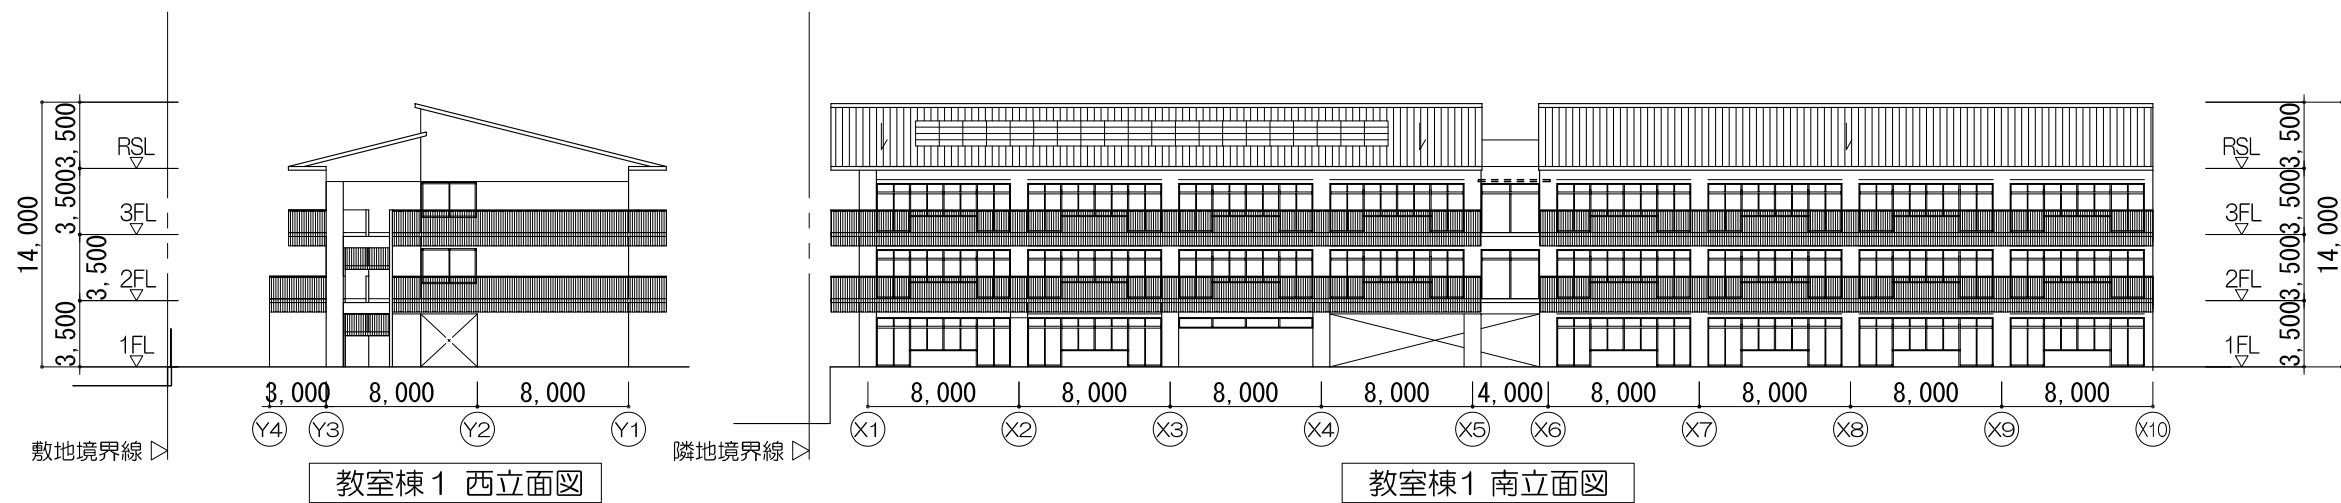 14,000
3,500
3,500
3,500
3,500
RSL
3FL
2FL
1FL
3,000 8,000 8,000
Y4 Y3 Y2 Y1
敷地境界線
教室棟1 西立面図
隣地境界線
8,000 8,000 8,000 8,000 4,000 8,000 8,000 8,000 8,000
X1 X2 X3 X4 X5 X6 X7 X8 X9 X10
教室棟1 南立面図
RSL
3FL
2FL
1FL
3,500
3,500
3,500
3,500
14,000